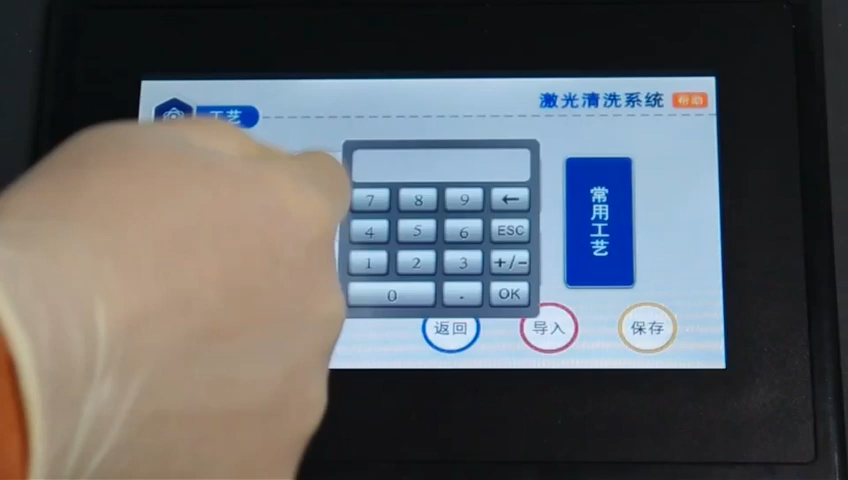 激光清洗系统 帮助
工艺
7 8 9 ←
4 5 6 ESC
1 2 3 +/-
0 . OK
常用工艺
返回 导入 保存